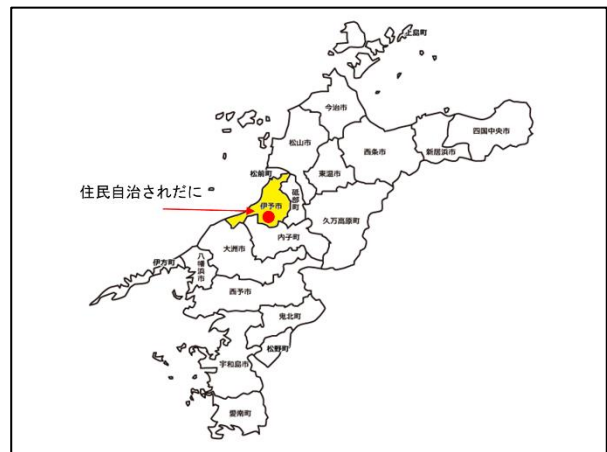 上島町
今治市
四国中央市
松山市
西条市
新居浜市
東温市
松前町
砥部町
住民自治されだに
伊予市
久万高原町
内子町
大洲市
伊方町
八幡浜市
西予市
鬼北町
松野町
宇和島市
愛南町